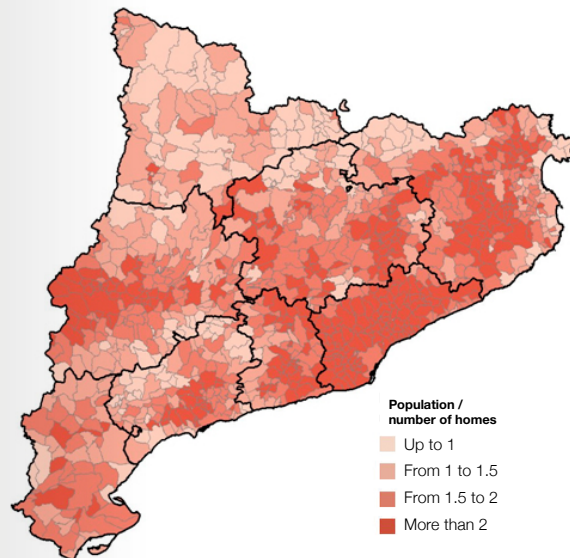 Population /
number of homes
Up to 1
From 1 to 1.5
From 1.5 to 2
More than 2